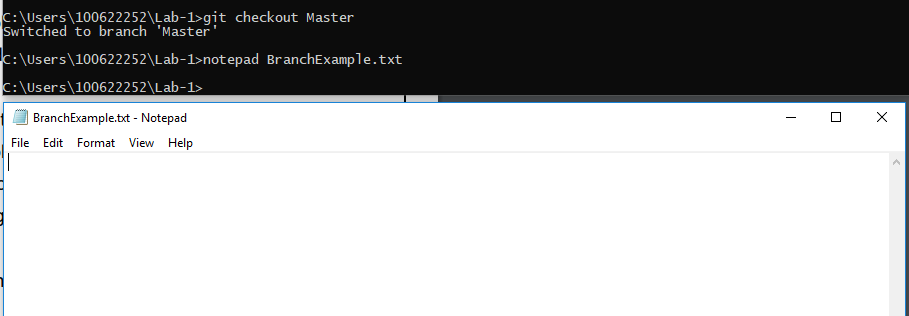 C:\Users\100622252\Lab-1>git checkout Master
Switched to branch 'Master'
C:\Users\100622252\Lab-1>notepad BranchExample.txt
C:\Users\100622252\Lab-1>
BranchExample.txt - Notepad
File Edit Format View Help